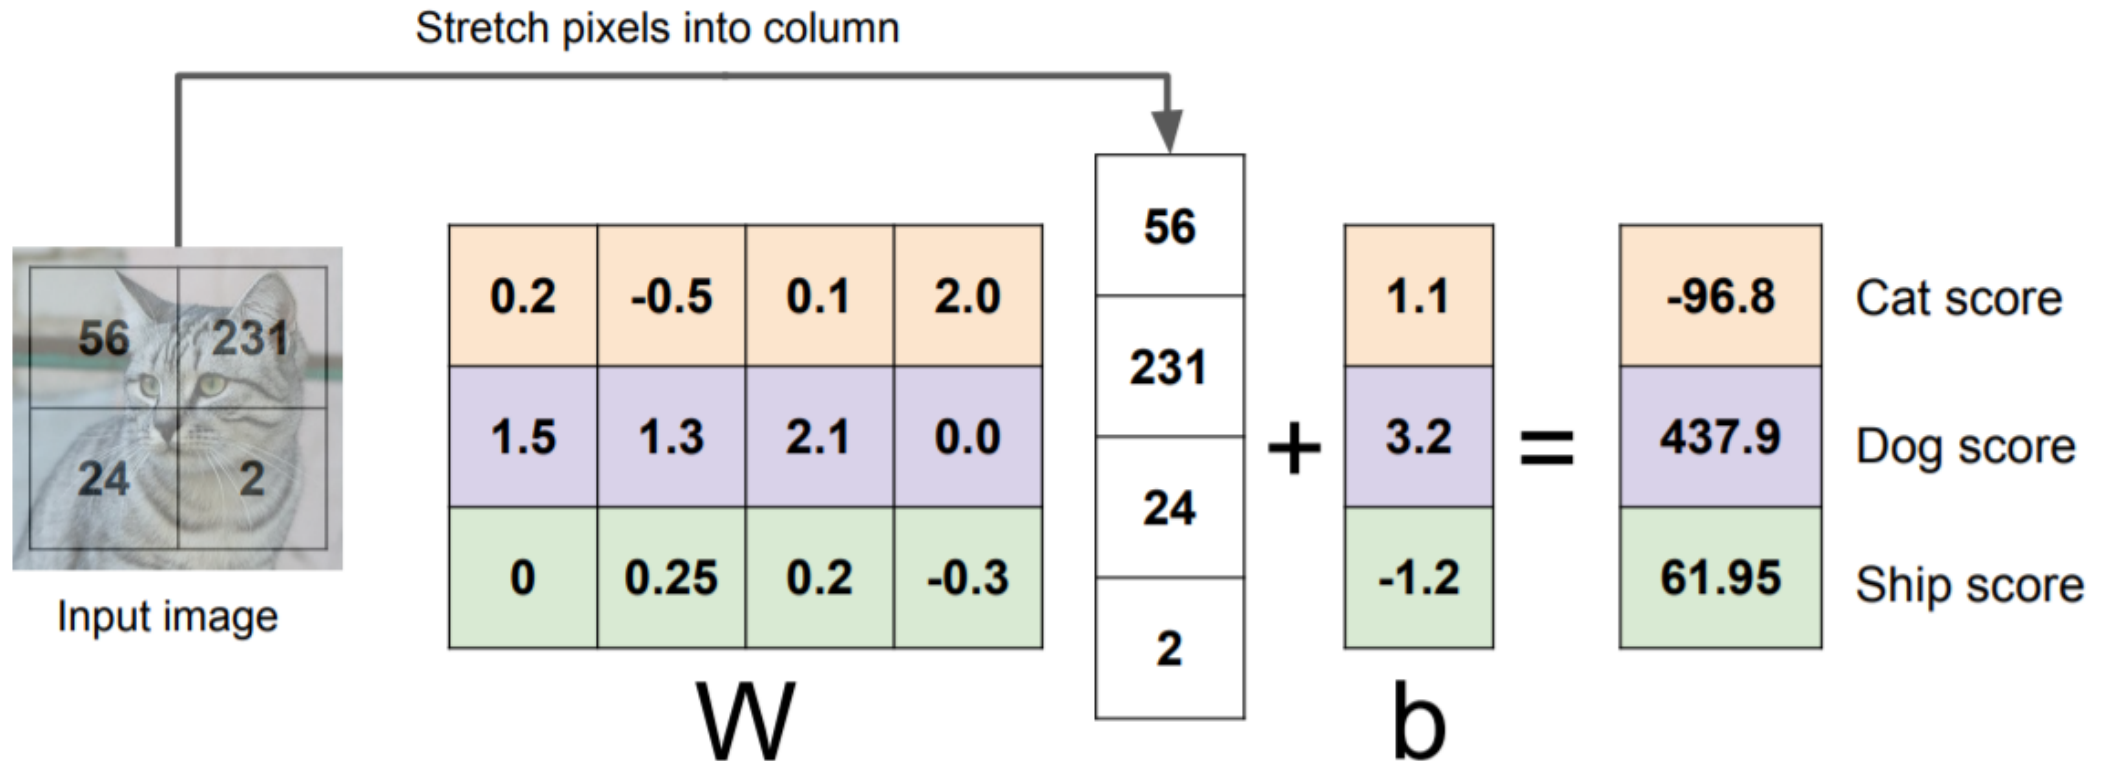 Stretch pixels into column
56 231
24 2
Input image
0.2 -0.5 0.1 2.0
1.5 1.3 2.1 0.0
0 0.25 0.2 -0.3
W
56
231
24
2
+
1.1
3.2
-1.2
b
=
-96.8 Cat score
437.9 Dog score
61.95 Ship score